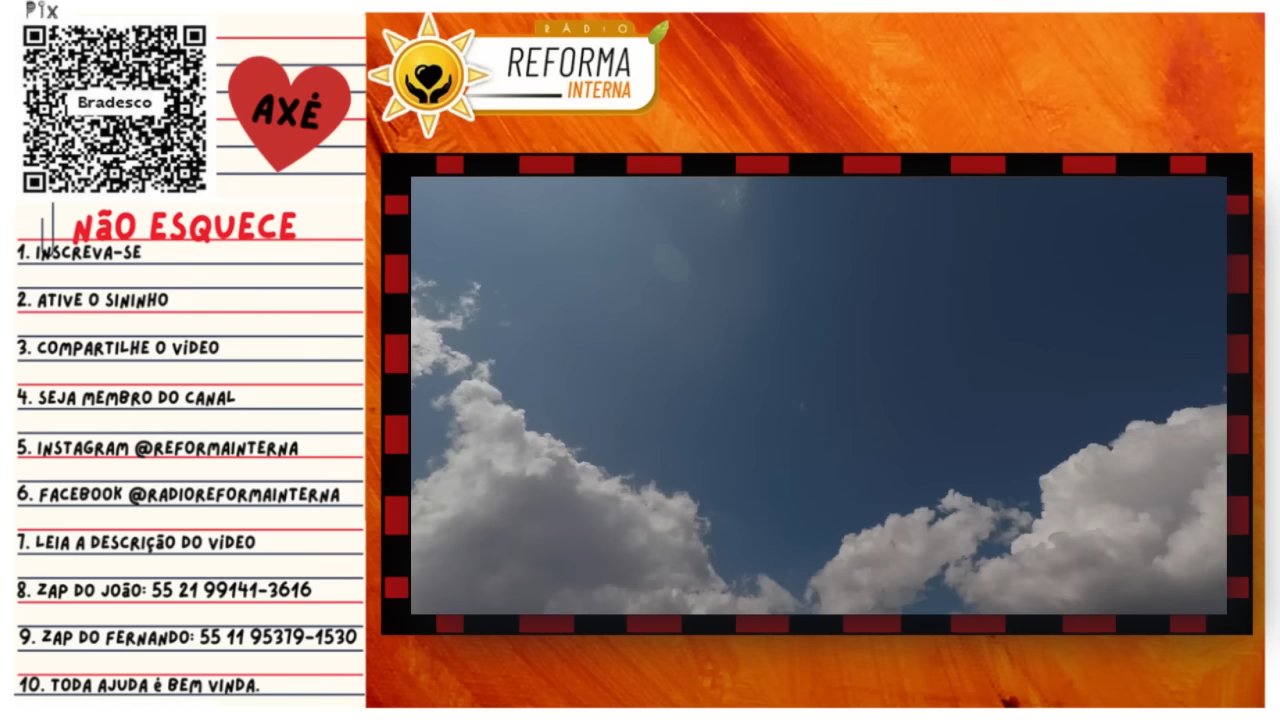 Pix
Bradesco
AXÉ
NãO ESQUECE
1. INSCREVA-SE
2. ATIVE O SININHO
3. COMPARTILHE O VíDEO
4. SEJA MEMBRO DO CANAL
5. INSTAGRAM @REFORMAINTERNA
6. FACEBOOK @RADIOREFORMAINTERNA
7. LEIA A DESCRIÇãO DO VíDEO
8. ZAP DO JOãO: 55 21 99141-3616
9. ZAP DO FERNANDO: 55 11 95379-1530
10. TODA AJUDA é BEM VINDA.
RÁDIO
REFORMA
INTERNA